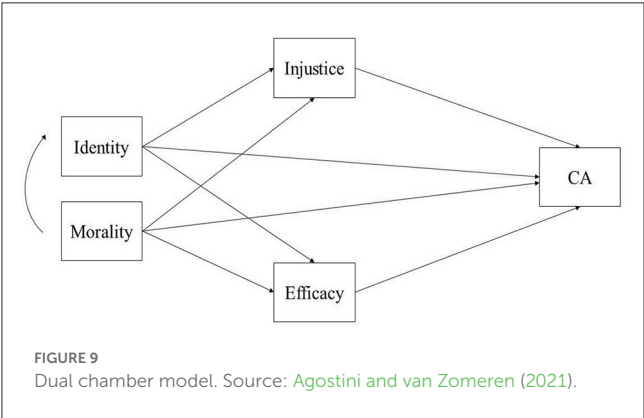 Injustice
Identity
CA
Morality
Efficacy
FIGURE 9
Dual chamber model. Source: Agostini and van Zomeren (2021).